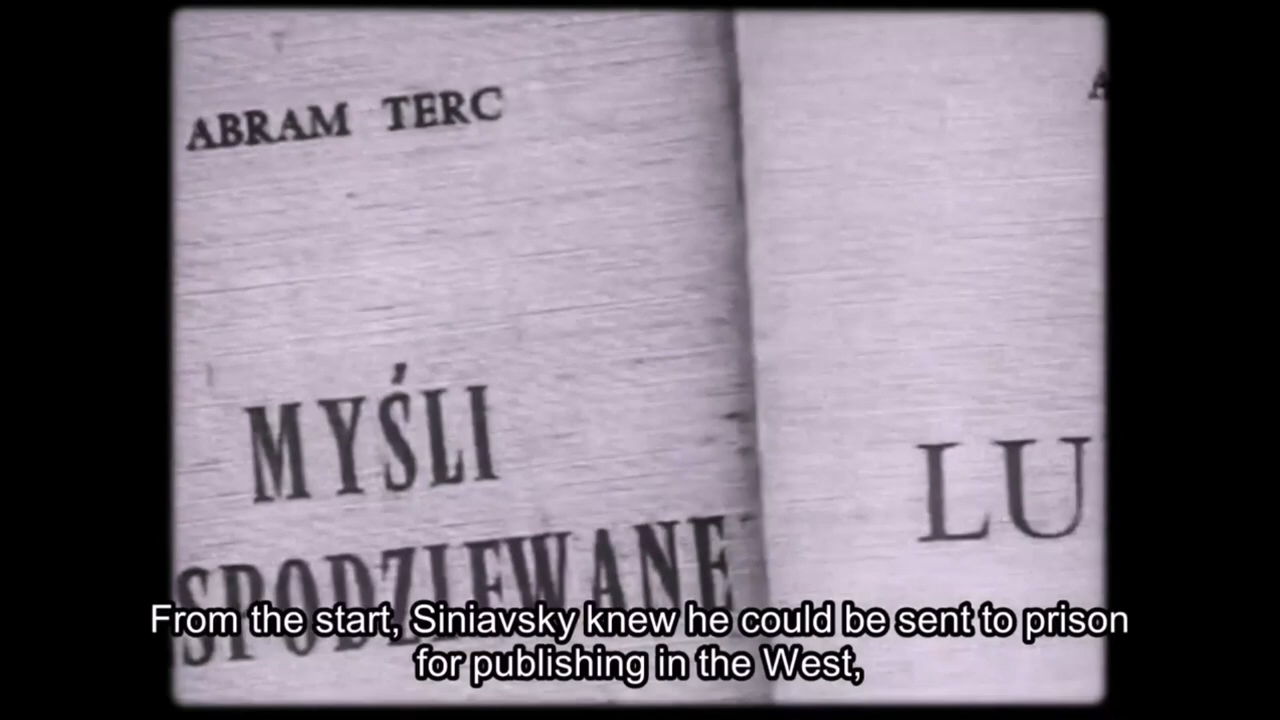 ABRAM TERC
MYŚLI
SPODZIEWANE
LU
From the start, Siniavsky knew he could be sent to prison
for publishing in the West,